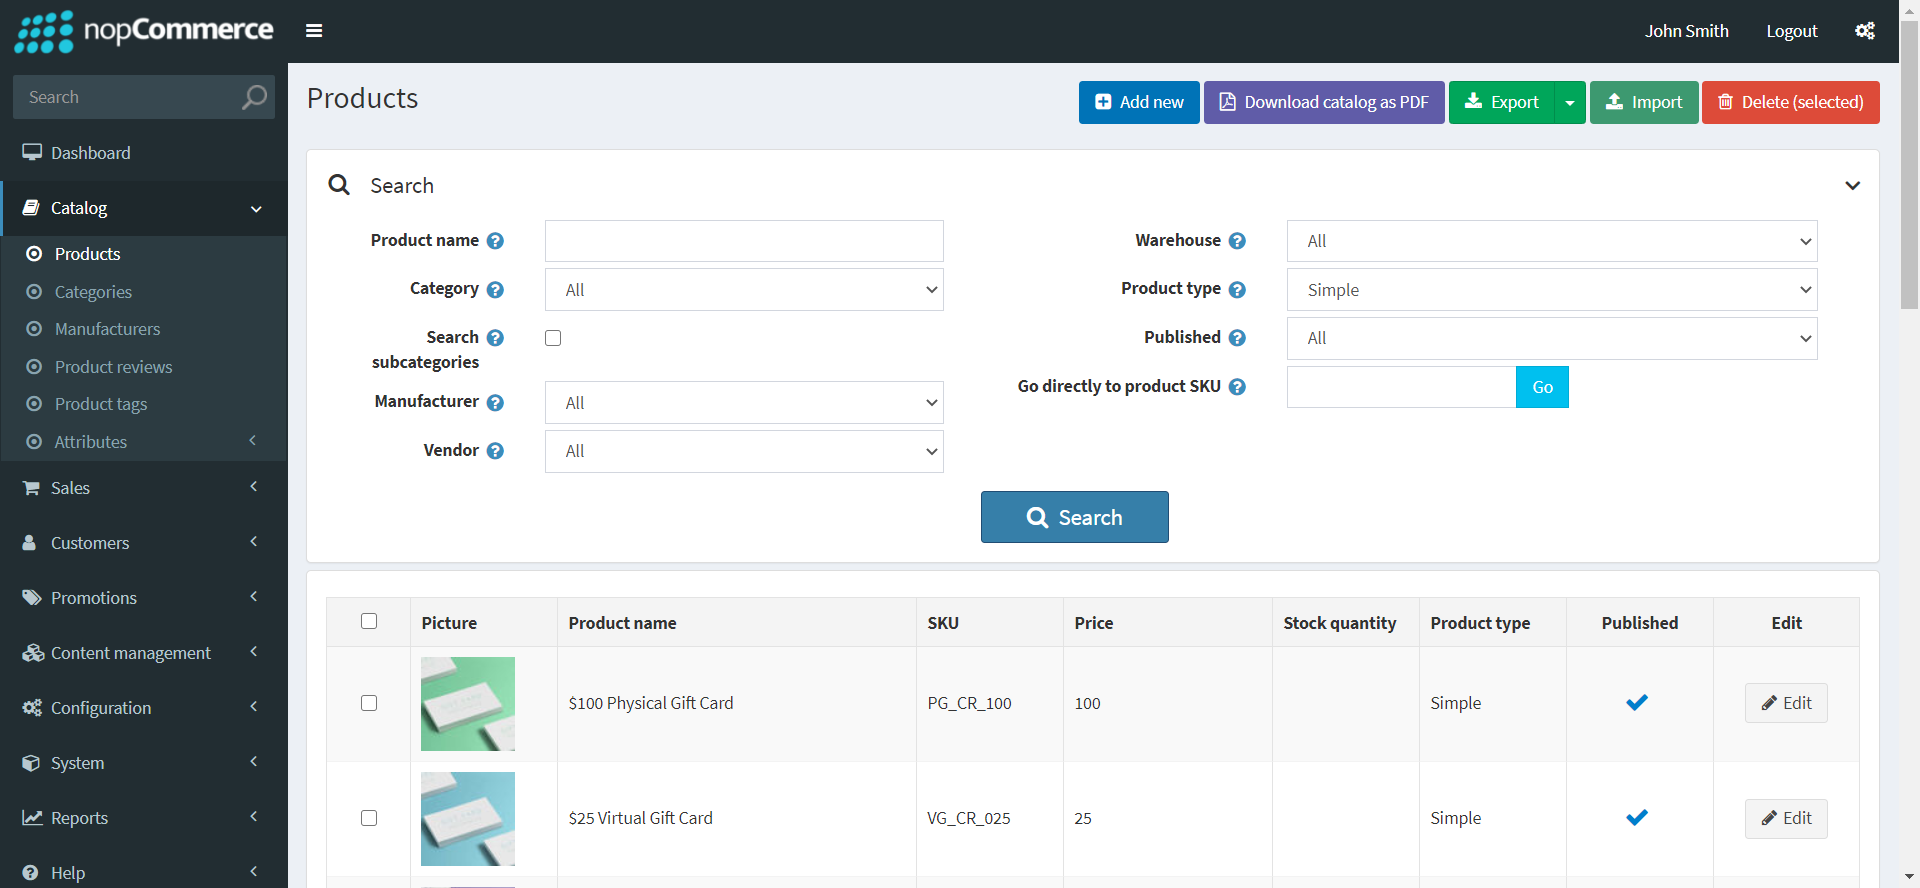 nopCommerce
John Smith
Logout
Search
Dashboard
Catalog
Products
Categories
Manufacturers
Product reviews
Product tags
Attributes
Sales
Customers
Promotions
Content management
Configuration
System
Reports
Help
Products
Add new
Download catalog as PDF
Export
Import
Delete (selected)
Search
Product name
Category
All
Search
subcategories
Manufacturer
All
Vendor
All
Warehouse
All
Product type
Simple
Published
All
Go directly to product SKU
Go
Search
Picture Product name SKU Price Stock quantity Product type Published Edit
$100 Physical Gift Card PG_CR_100 100 Simple Edit
$25 Virtual Gift Card VG_CR_025 25 Simple Edit